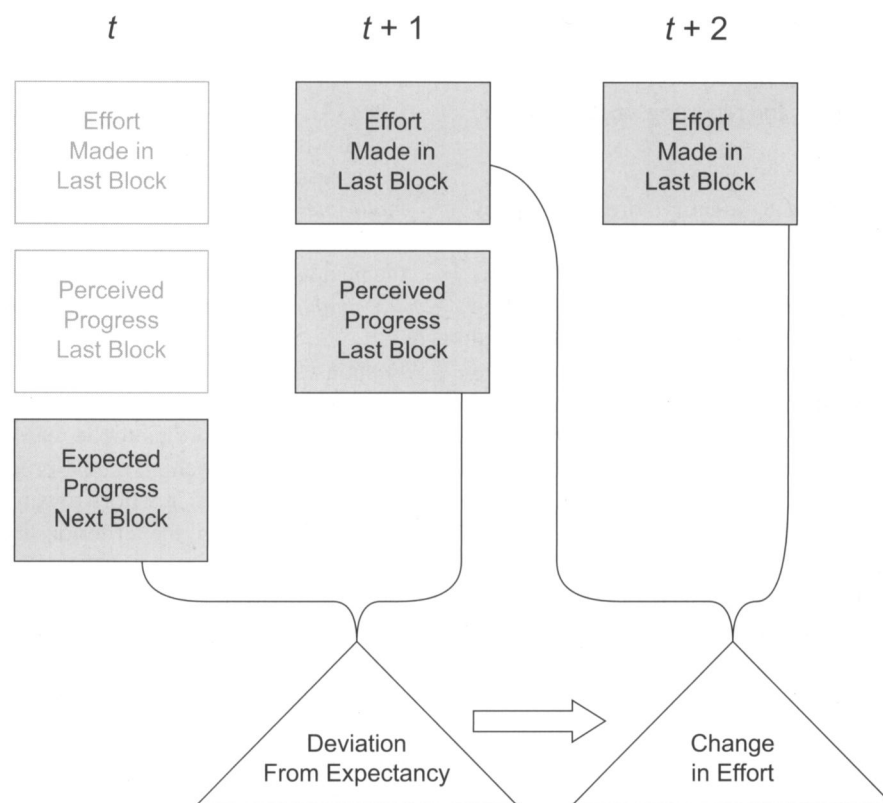 t
t + 1
t + 2
Effort
Made in
Last Block
Effort
Made in
Last Block
Effort
Made in
Last Block
Perceived
Progress
Last Block
Perceived
Progress
Last Block
Expected
Progress
Next Block
Deviation
From Expectancy
Change
in Effort